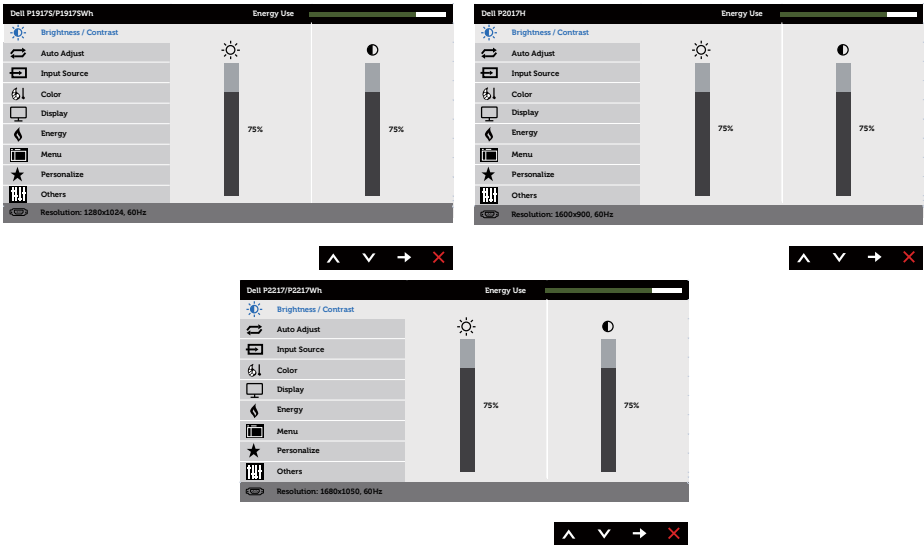 Dell P1917S/P1917SWh Energy Use
Brightness / Contrast
Auto Adjust
Input Source
Color
Display
Energy
Menu
Personalize
Others
75% 75%
Resolution: 1280x1024, 60Hz
Dell P2017H Energy Use
Brightness / Contrast
Auto Adjust
Input Source
Color
Display
Energy
Menu
Personalize
Others
75% 75%
Resolution: 1600x900, 60Hz
Dell P2217/P2217Wh Energy Use
Brightness / Contrast
Auto Adjust
Input Source
Color
Display
Energy
Menu
Personalize
Others
75% 75%
Resolution: 1680x1050, 60Hz